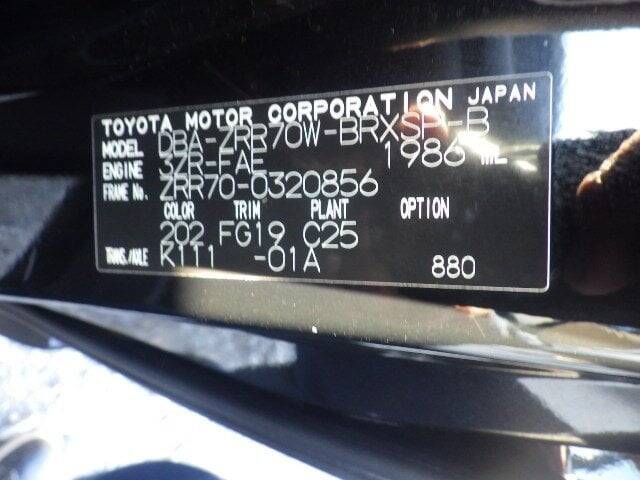 TOYOTA MOTOR CORPORATION JAPAN
MODEL DBA-ZRR70W-BRXSP-B
ENGINE 3ZR-FAE 1986 ML
FRAME No. ZRR70-0320856
COLOR TRIM PLANT OPTION
202 FG19 C25
TRANS./AXLE K111 -01A 880